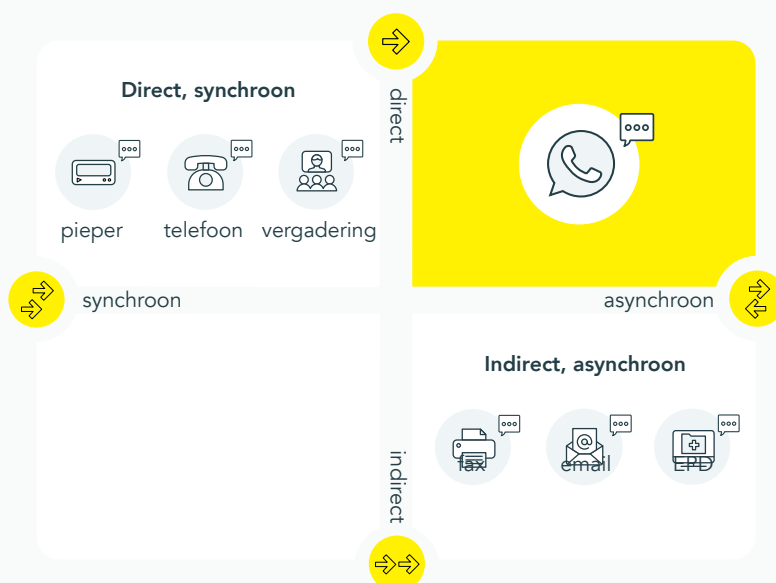 direct
Direct, synchroon
pieper telefoon vergadering
synchroon
asynchroon
Indirect, asynchroon
fax email EPD
indirect